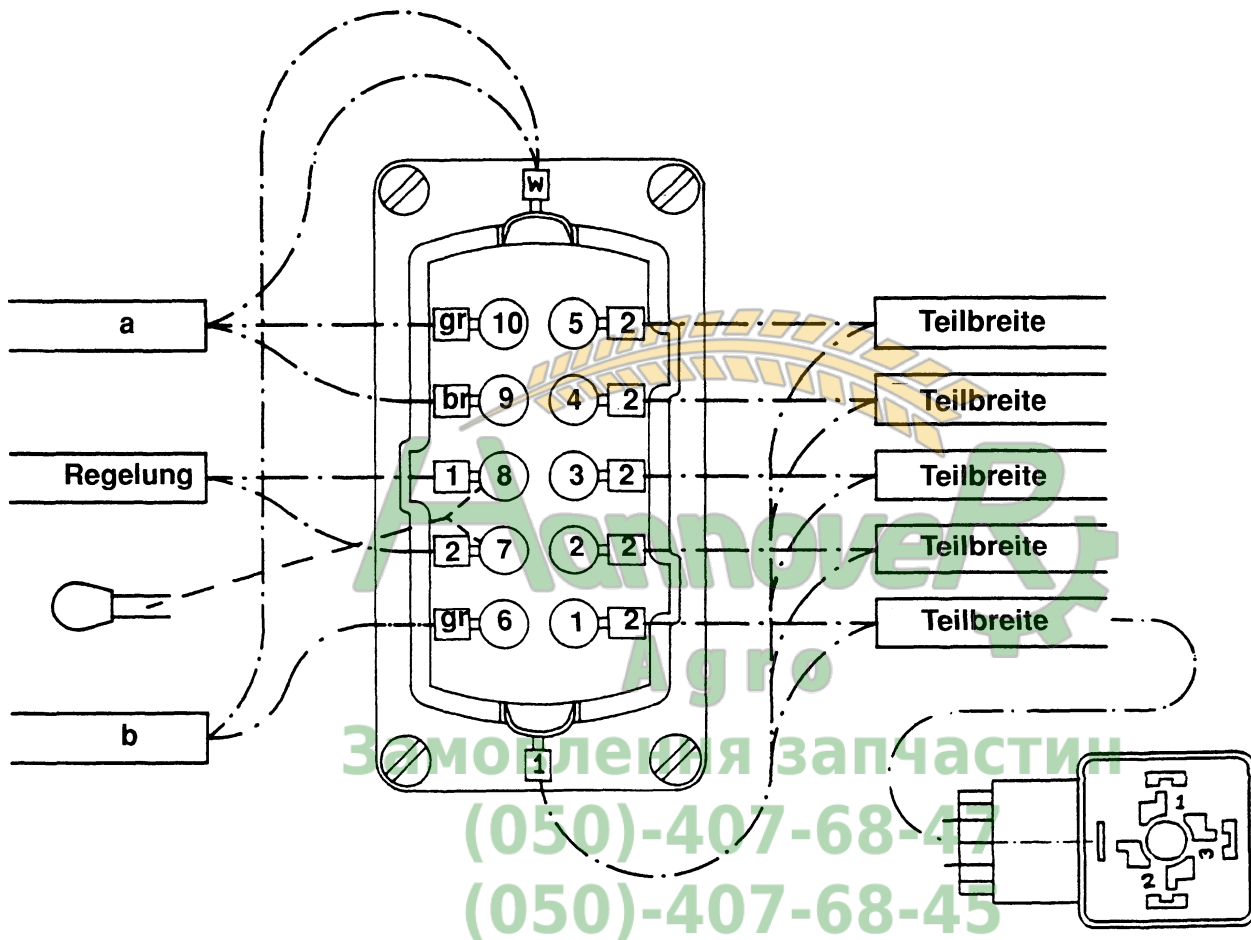 w
a
gr 10 5 2 Teilbreite
br 9 4 2 Teilbreite
Regelung 1 8 3 2 Teilbreite
2 7 2 2 Teilbreite
gr 6 1 2 Teilbreite
HannoveR
Agro
b
1
Замовлення запчастин
(050)-407-68-47
(050)-407-68-45
1
3
2